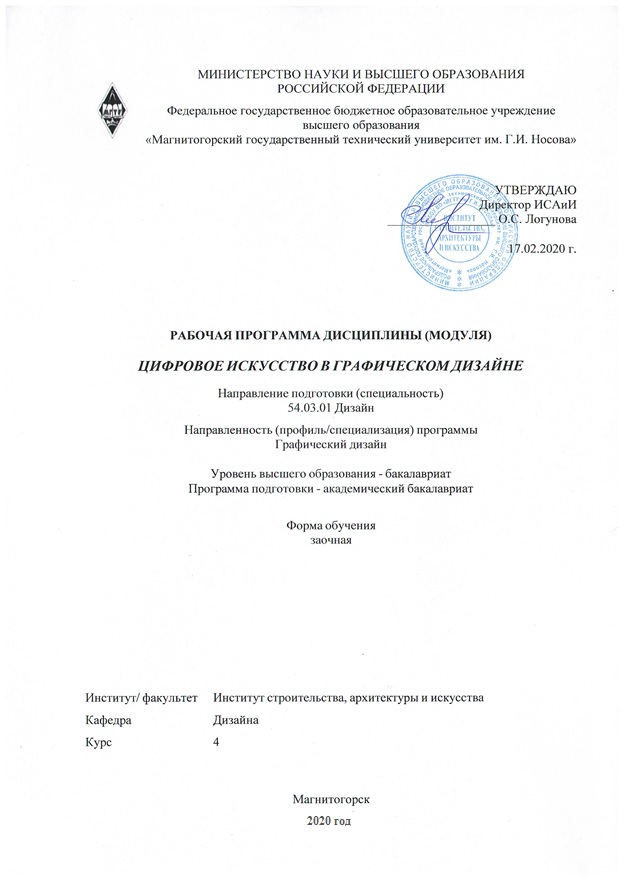 МИНИСТЕРСТВО НАУКИ И ВЫСШЕГО ОБРАЗОВАНИЯ
РОССИЙСКОЙ ФЕДЕРАЦИИ
Федеральное государственное бюджетное образовательное учреждение
высшего образования
«Магнитогорский государственный технический университет им. Г.И. Носова»
УТВЕРЖДАЮ
Директор ИСАиИ
О.С. Логунова
17.02.2020 г.
ИНСТИТУТ
СТРОИТЕЛЬСТВА,
АРХИТЕКТУРЫ
И ИСКУССТВА
РАБОЧАЯ ПРОГРАММА ДИСЦИПЛИНЫ (МОДУЛЯ)
ЦИФРОВОЕ ИСКУССТВО В ГРАФИЧЕСКОМ ДИЗАЙНЕ
Направление подготовки (специальность)
54.03.01 Дизайн
Направленность (профиль/специализация) программы
Графический дизайн
Уровень высшего образования - бакалавриат
Программа подготовки - академический бакалавриат
Форма обучения
заочная
Институт/ факультет Институт строительства, архитектуры и искусства
Кафедра Дизайна
Курс 4
Магнитогорск
2020 год